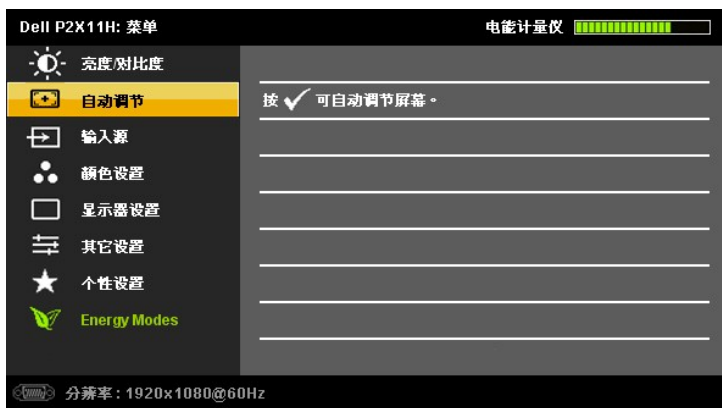 Dell P2X11H: 菜单
电能计量仪
亮度/对比度
自动调节
按 ✓ 可自动调节屏幕。
输入源
颜色设置
显示器设置
其它设置
个性设置
Energy Modes
分辨率: 1920x1080@60Hz